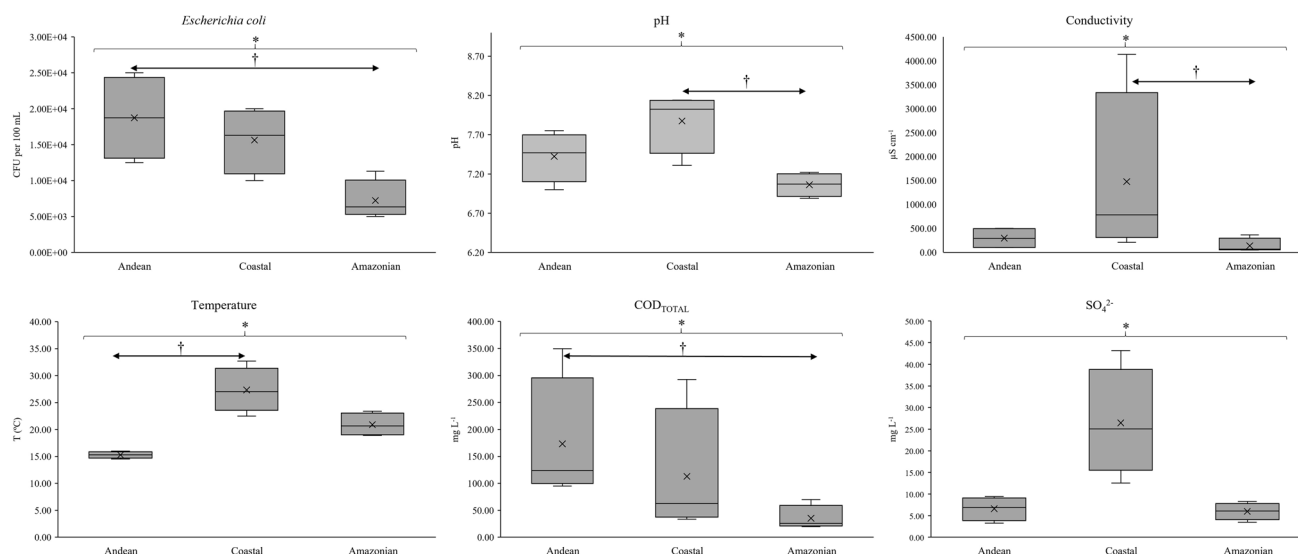 Escherichia coli
3.00E+04
2.50E+04
2.00E+04
1.50E+04
1.00E+04
5.00E+03
0.00E+00
CFU per 100 mL
*
†
Andean Coastal Amazonian
pH
8.70
8.20
7.70
7.20
6.70
6.20
pH
*
†
Andean Coastal Amazonian
Conductivity
4500.00
4000.00
3500.00
3000.00
2500.00
2000.00
1500.00
1000.00
500.00
0.00
µS cm⁻¹
*
†
Andean Coastal Amazonian
Temperature
40.00
35.00
30.00
25.00
20.00
15.00
10.00
5.00
0.00
T (ºC)
*
†
Andean Coastal Amazonian
COD_TOTAL
400.00
350.00
300.00
250.00
200.00
150.00
100.00
50.00
0.00
mg L⁻¹
*
†
Andean Coastal Amazonian
SO₄²⁻
50.00
45.00
40.00
35.00
30.00
25.00
20.00
15.00
10.00
5.00
0.00
mg L⁻¹
*
Andean Coastal Amazonian